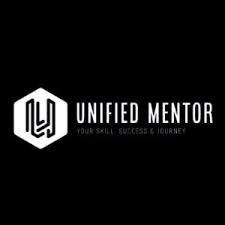 UNIFIED MENTOR
YOUR SKILL, SUCCESS & JOURNEY